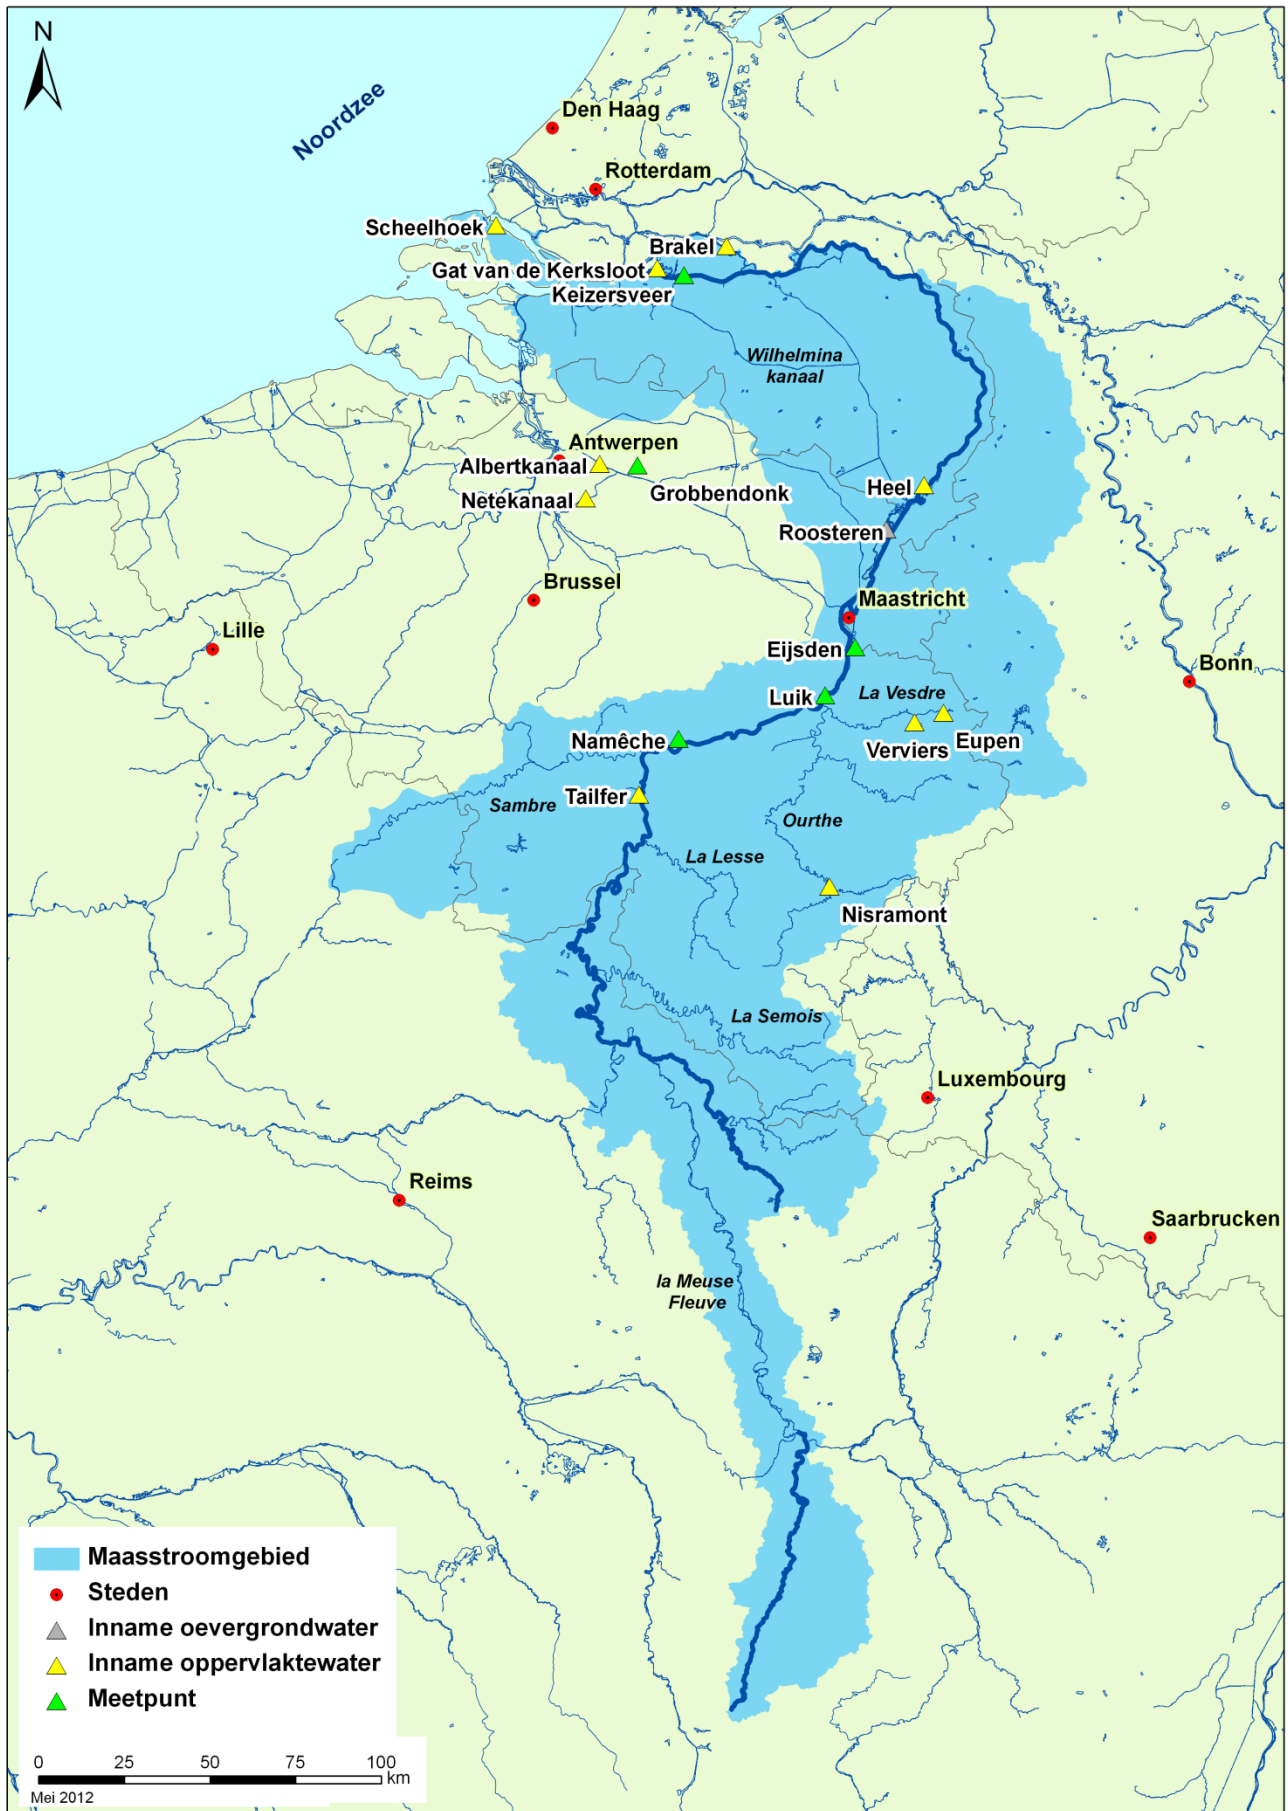 N
Noordzee
Den Haag
Rotterdam
Scheelhoek
Brakel
Gat van de Kerksloot
Keizersveer
Wilhelmina
kanaal
Antwerpen
Albertkanaal
Grobbendonk
Netekanaal
Heel
Roosteren
Brussel
Maastricht
Lille
Eijsden
Bonn
Luik
La Vesdre
Verviers
Eupen
Namêche
Tailfer
Sambre
Ourthe
La Lesse
Nisramont
La Semois
Luxembourg
Reims
Saarbrucken
la Meuse
Fleuve
Maasstroomgebied
Steden
Inname oevergrondwater
Inname oppervlaktewater
Meetpunt
0 25 50 75 100
km
Mei 2012